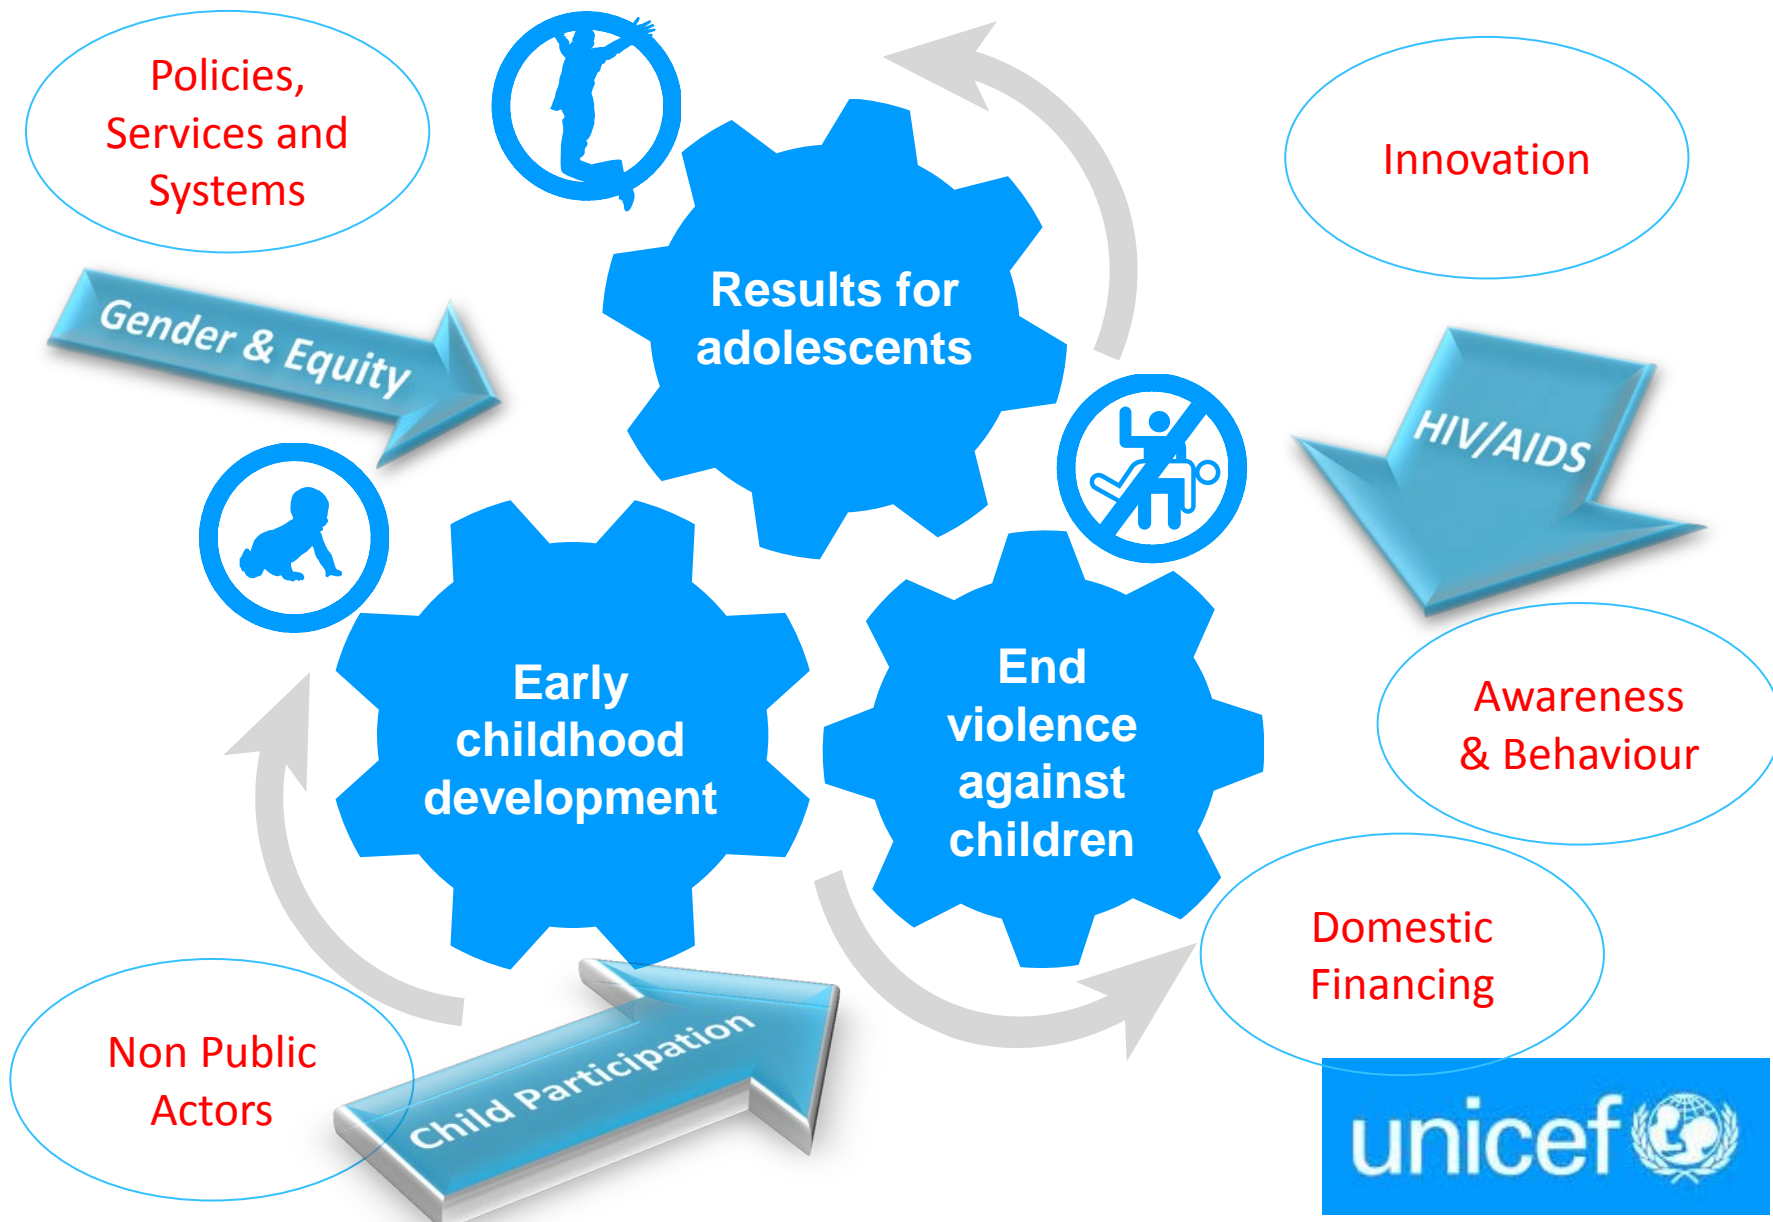 Policies,
Services and
Systems
Innovation
Results for
adolescents
Gender & Equity
HIV/AIDS
Early
childhood
development
End
violence
against
children
Awareness
& Behaviour
Domestic
Financing
Non Public
Actors
Child Participation
unicef